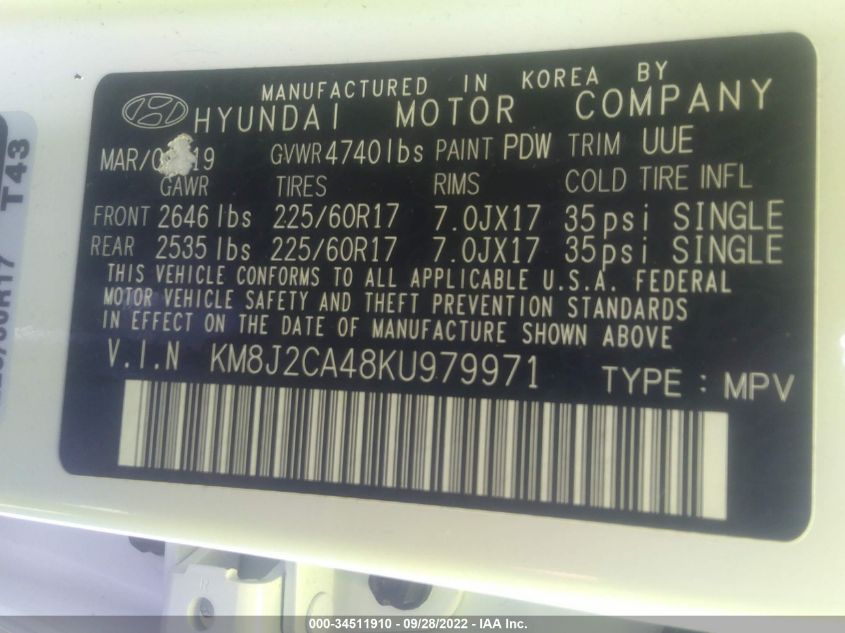 MANUFACTURED IN KOREA BY
HYUNDAI MOTOR COMPANY
MAR/ 19 GVWR 4740 lbs PAINT PDW TRIM UUE
GAWR TIRES RIMS COLD TIRE INFL
FRONT 2646 lbs 225/60R17 7.0JX17 35psi SINGLE
REAR 2535 lbs 225/60R17 7.0JX17 35psi SINGLE
THIS VEHICLE CONFORMS TO ALL APPLICABLE U.S.A. FEDERAL
MOTOR VEHICLE SAFETY AND THEFT PREVENTION STANDARDS
IN EFFECT ON THE DATE OF MANUFACTURE SHOWN ABOVE
V.I.N KM8J2CA48KU979971 TYPE : MPV
T43
000-34511910 - 09/28/2022 - IAA Inc.